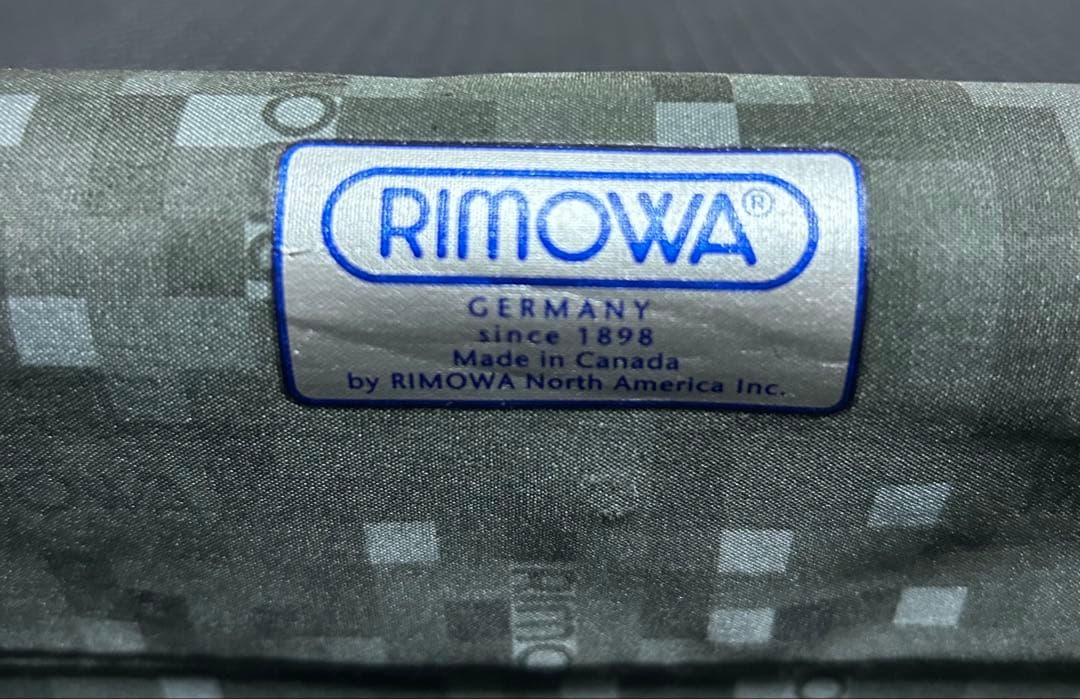 RIMOWA®
GERMANY
since 1898
Made in Canada
by RIMOWA North America Inc.